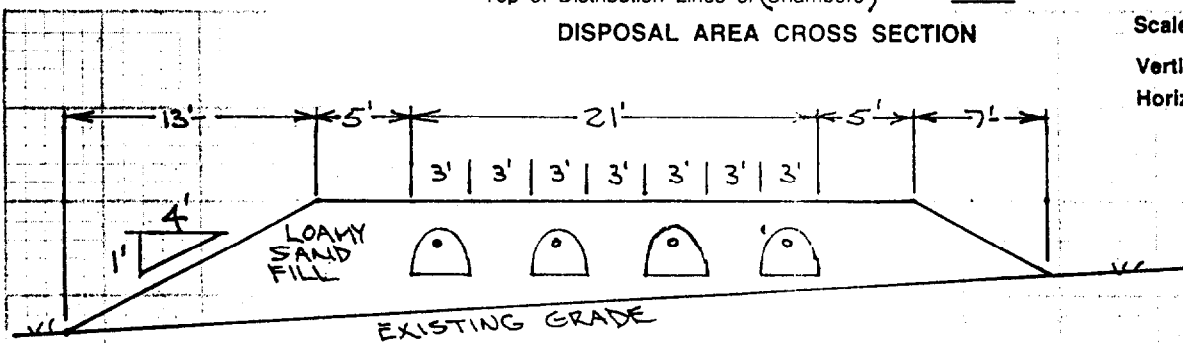 Top of Distribution Lines or (Chambers)
DISPOSAL AREA CROSS SECTION
Scale
Verti
Horiz
13' 5' 21' 5' 7'
3' 3' 3' 3' 3' 3' 3'
4'
1'
LOAMY
SAND
FILL
EXISTING GRADE